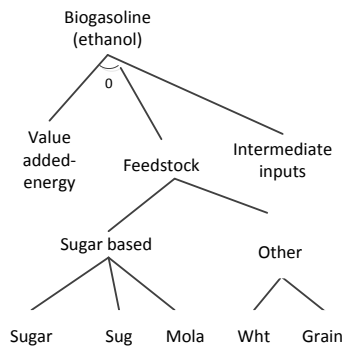 Biogasoline
(ethanol)
0
Value
added-
energy
Feedstock
Intermediate
inputs
Sugar based
Other
Sugar
Sug
Mola
Wht
Grain